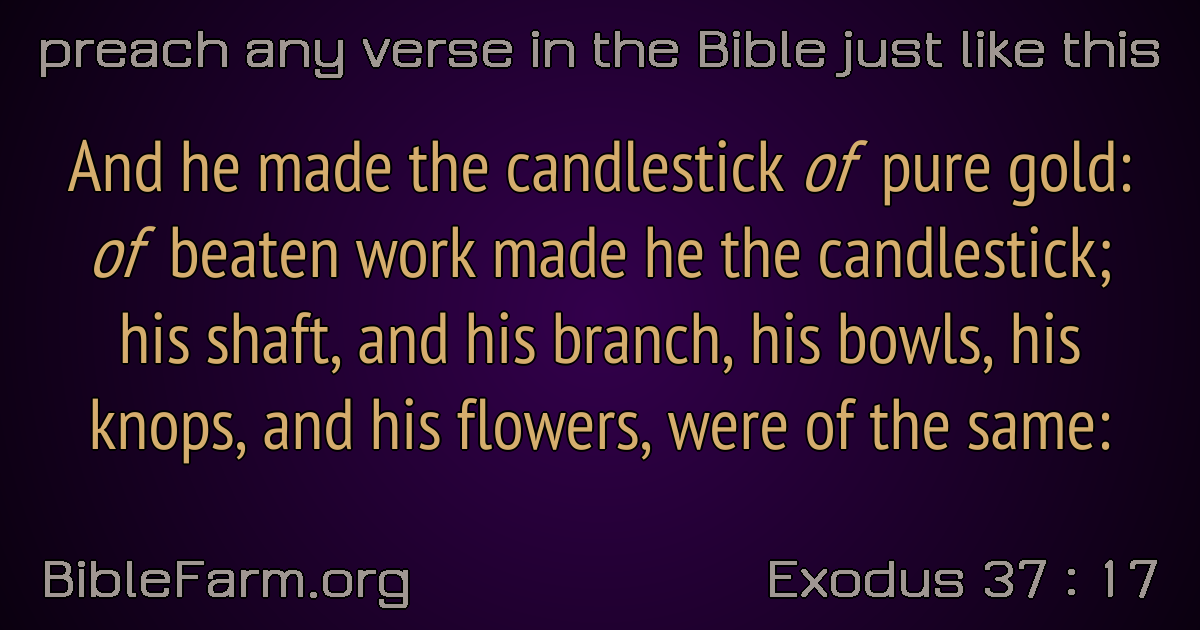 preach any verse in the Bible just like this
And he made the candlestick of pure gold:
of beaten work made he the candlestick;
his shaft, and his branch, his bowls, his
knops, and his flowers, were of the same:
BibleFarm.org
Exodus 37 : 17